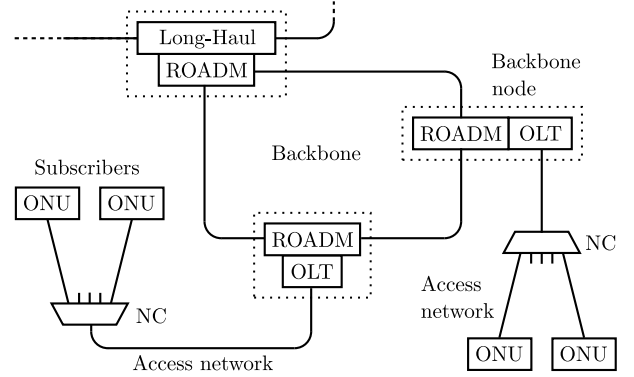 Long-Haul
ROADM
Backbone
node
ROADM
OLT
Backbone
Subscribers
ONU
ONU
ROADM
OLT
NC
Access
network
NC
Access network
ONU
ONU